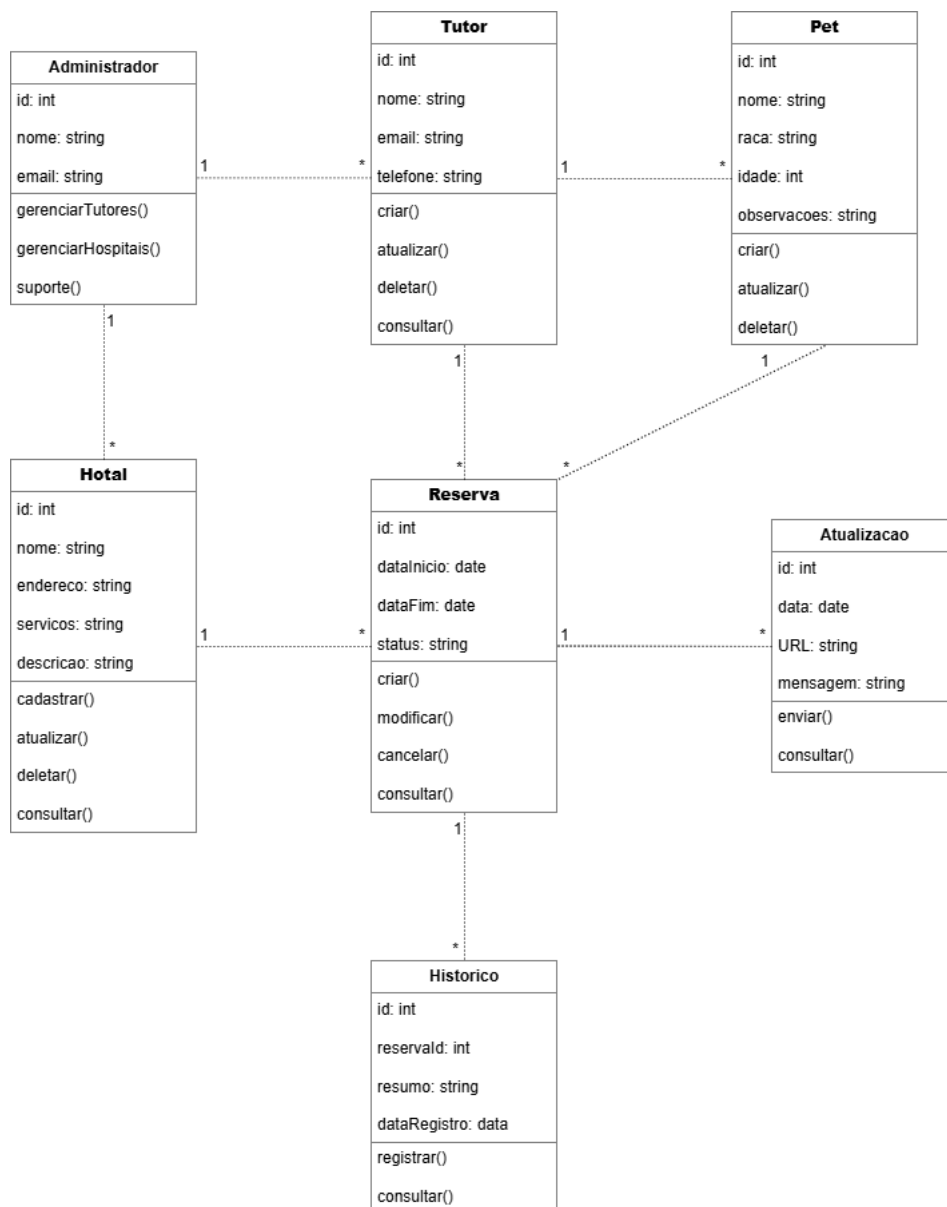 Administrador
id: int
nome: string
email: string
gerenciarTutores()
gerenciarHospitais()
suporte()
Tutor
id: int
nome: string
email: string
telefone: string
criar()
atualizar()
deletar()
consultar()
Pet
id: int
nome: string
raca: string
idade: int
observacoes: string
criar()
atualizar()
deletar()
1
*
1
*
1
*
1
*
1
*
Hotal
id: int
nome: string
endereco: string
servicos: string
descricao: string
cadastrar()
atualizar()
deletar()
consultar()
1
*
Reserva
id: int
dataInicio: date
dataFim: date
status: string
criar()
modificar()
cancelar()
consultar()
1
*
Atualizacao
id: int
data: date
URL: string
mensagem: string
enviar()
consultar()
1
*
Historico
id: int
reservaId: int
resumo: string
dataRegistro: data
registrar()
consultar()